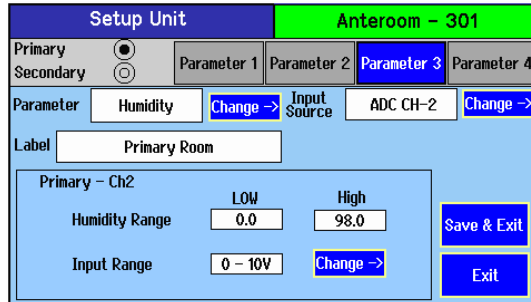 Setup Unit Anteroom - 301
Primary
Secondary
Parameter 1 Parameter 2 Parameter 3 Parameter 4
Parameter Humidity Change -> Input Source ADC CH-2 Change ->
Label Primary Room
Primary - Ch2
LOW High
Humidity Range 0.0 98.0
Save & Exit
Input Range 0 - 10V Change ->
Exit